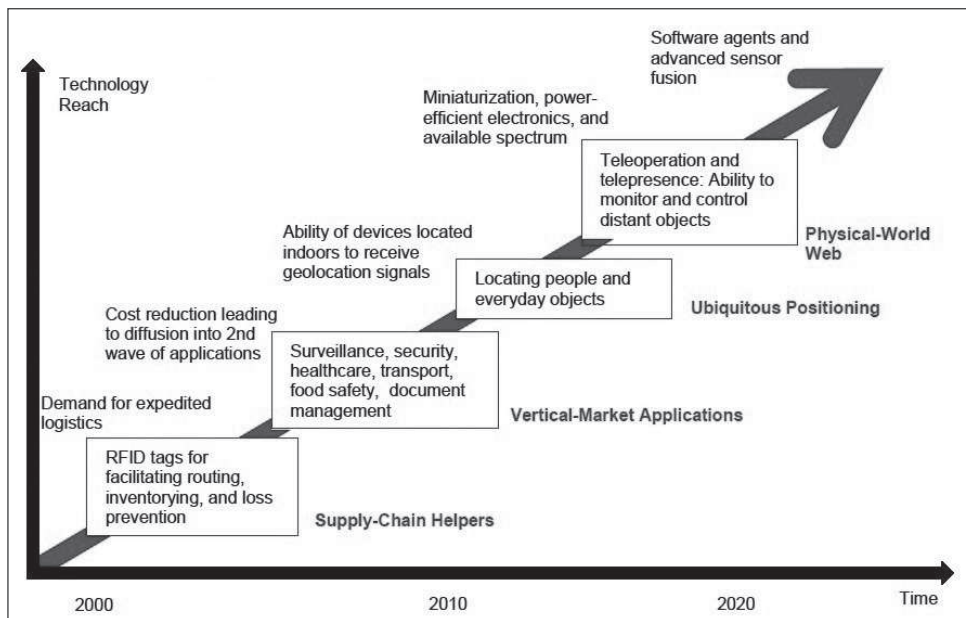 Software agents and
advanced sensor
fusion
Technology
Reach
Miniaturization, power-
efficient electronics, and
available spectrum
Teleoperation and
telepresence: Ability to
monitor and control
distant objects
Physical-World
Web
Ability of devices located
indoors to receive
geolocation signals
Locating people and
everyday objects
Ubiquitous Positioning
Cost reduction leading
to diffusion into 2nd
wave of applications
Surveillance, security,
healthcare, transport,
food safety, document
management
Vertical-Market Applications
Demand for expedited
logistics
RFID tags for
facilitating routing,
inventorying, and loss
prevention
Supply-Chain Helpers
2000
2010
2020
Time